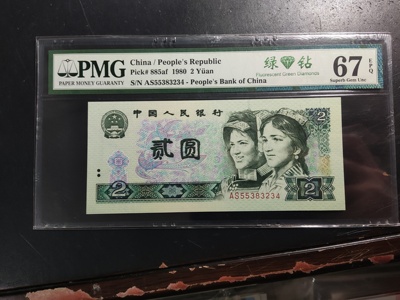 PMG
PAPER MONEY GUARANTY
China / People's Republic
Pick# 885af 1980 2 Yüan
S/N AS55383234 - People's Bank of China
绿钻
Fluorescent Green Diamonds
67 EPQ
Superb Gem Unc
中国人民银行
贰圆
2
2
AS55383234